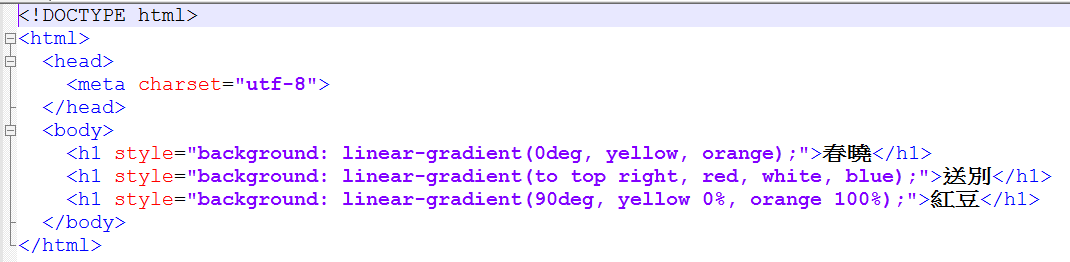 <!DOCTYPE html>
<html>
<head>
<meta charset="utf-8">
</head>
<body>
<h1 style="background: linear-gradient(0deg, yellow, orange);">春曉</h1>
<h1 style="background: linear-gradient(to top right, red, white, blue);">送別</h1>
<h1 style="background: linear-gradient(90deg, yellow 0%, orange 100%);">紅豆</h1>
</body>
</html>